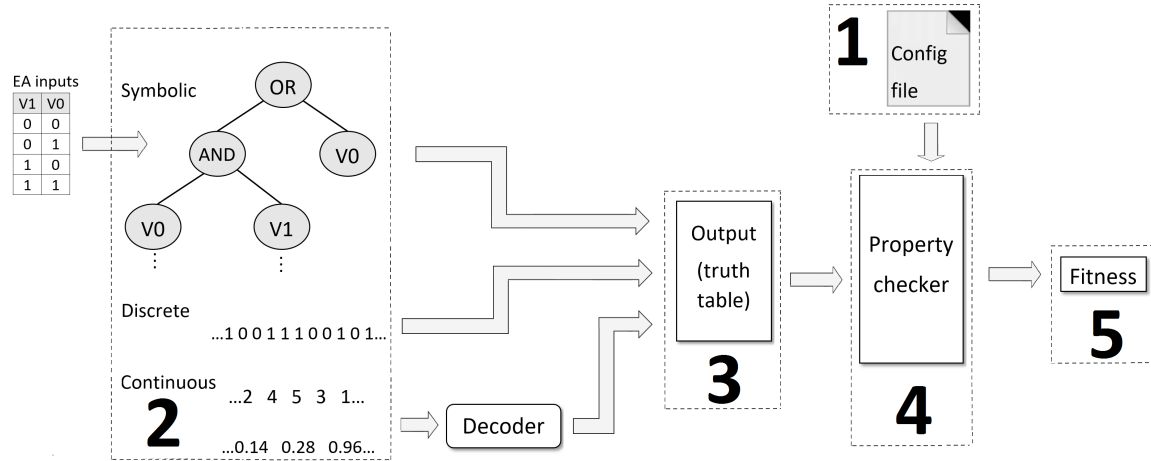 EA inputs
V1 V0
0 0
0 1
1 0
1 1
Symbolic
OR
AND
V0
V0
V1
Discrete
...1 0 0 1 1 1 0 0 1 0 1...
Continuous
...2 4 5 3 1...
2
...0.14 0.28 0.96...
Decoder
Output
(truth
table)
3
1
Config
file
Property
checker
4
Fitness
5